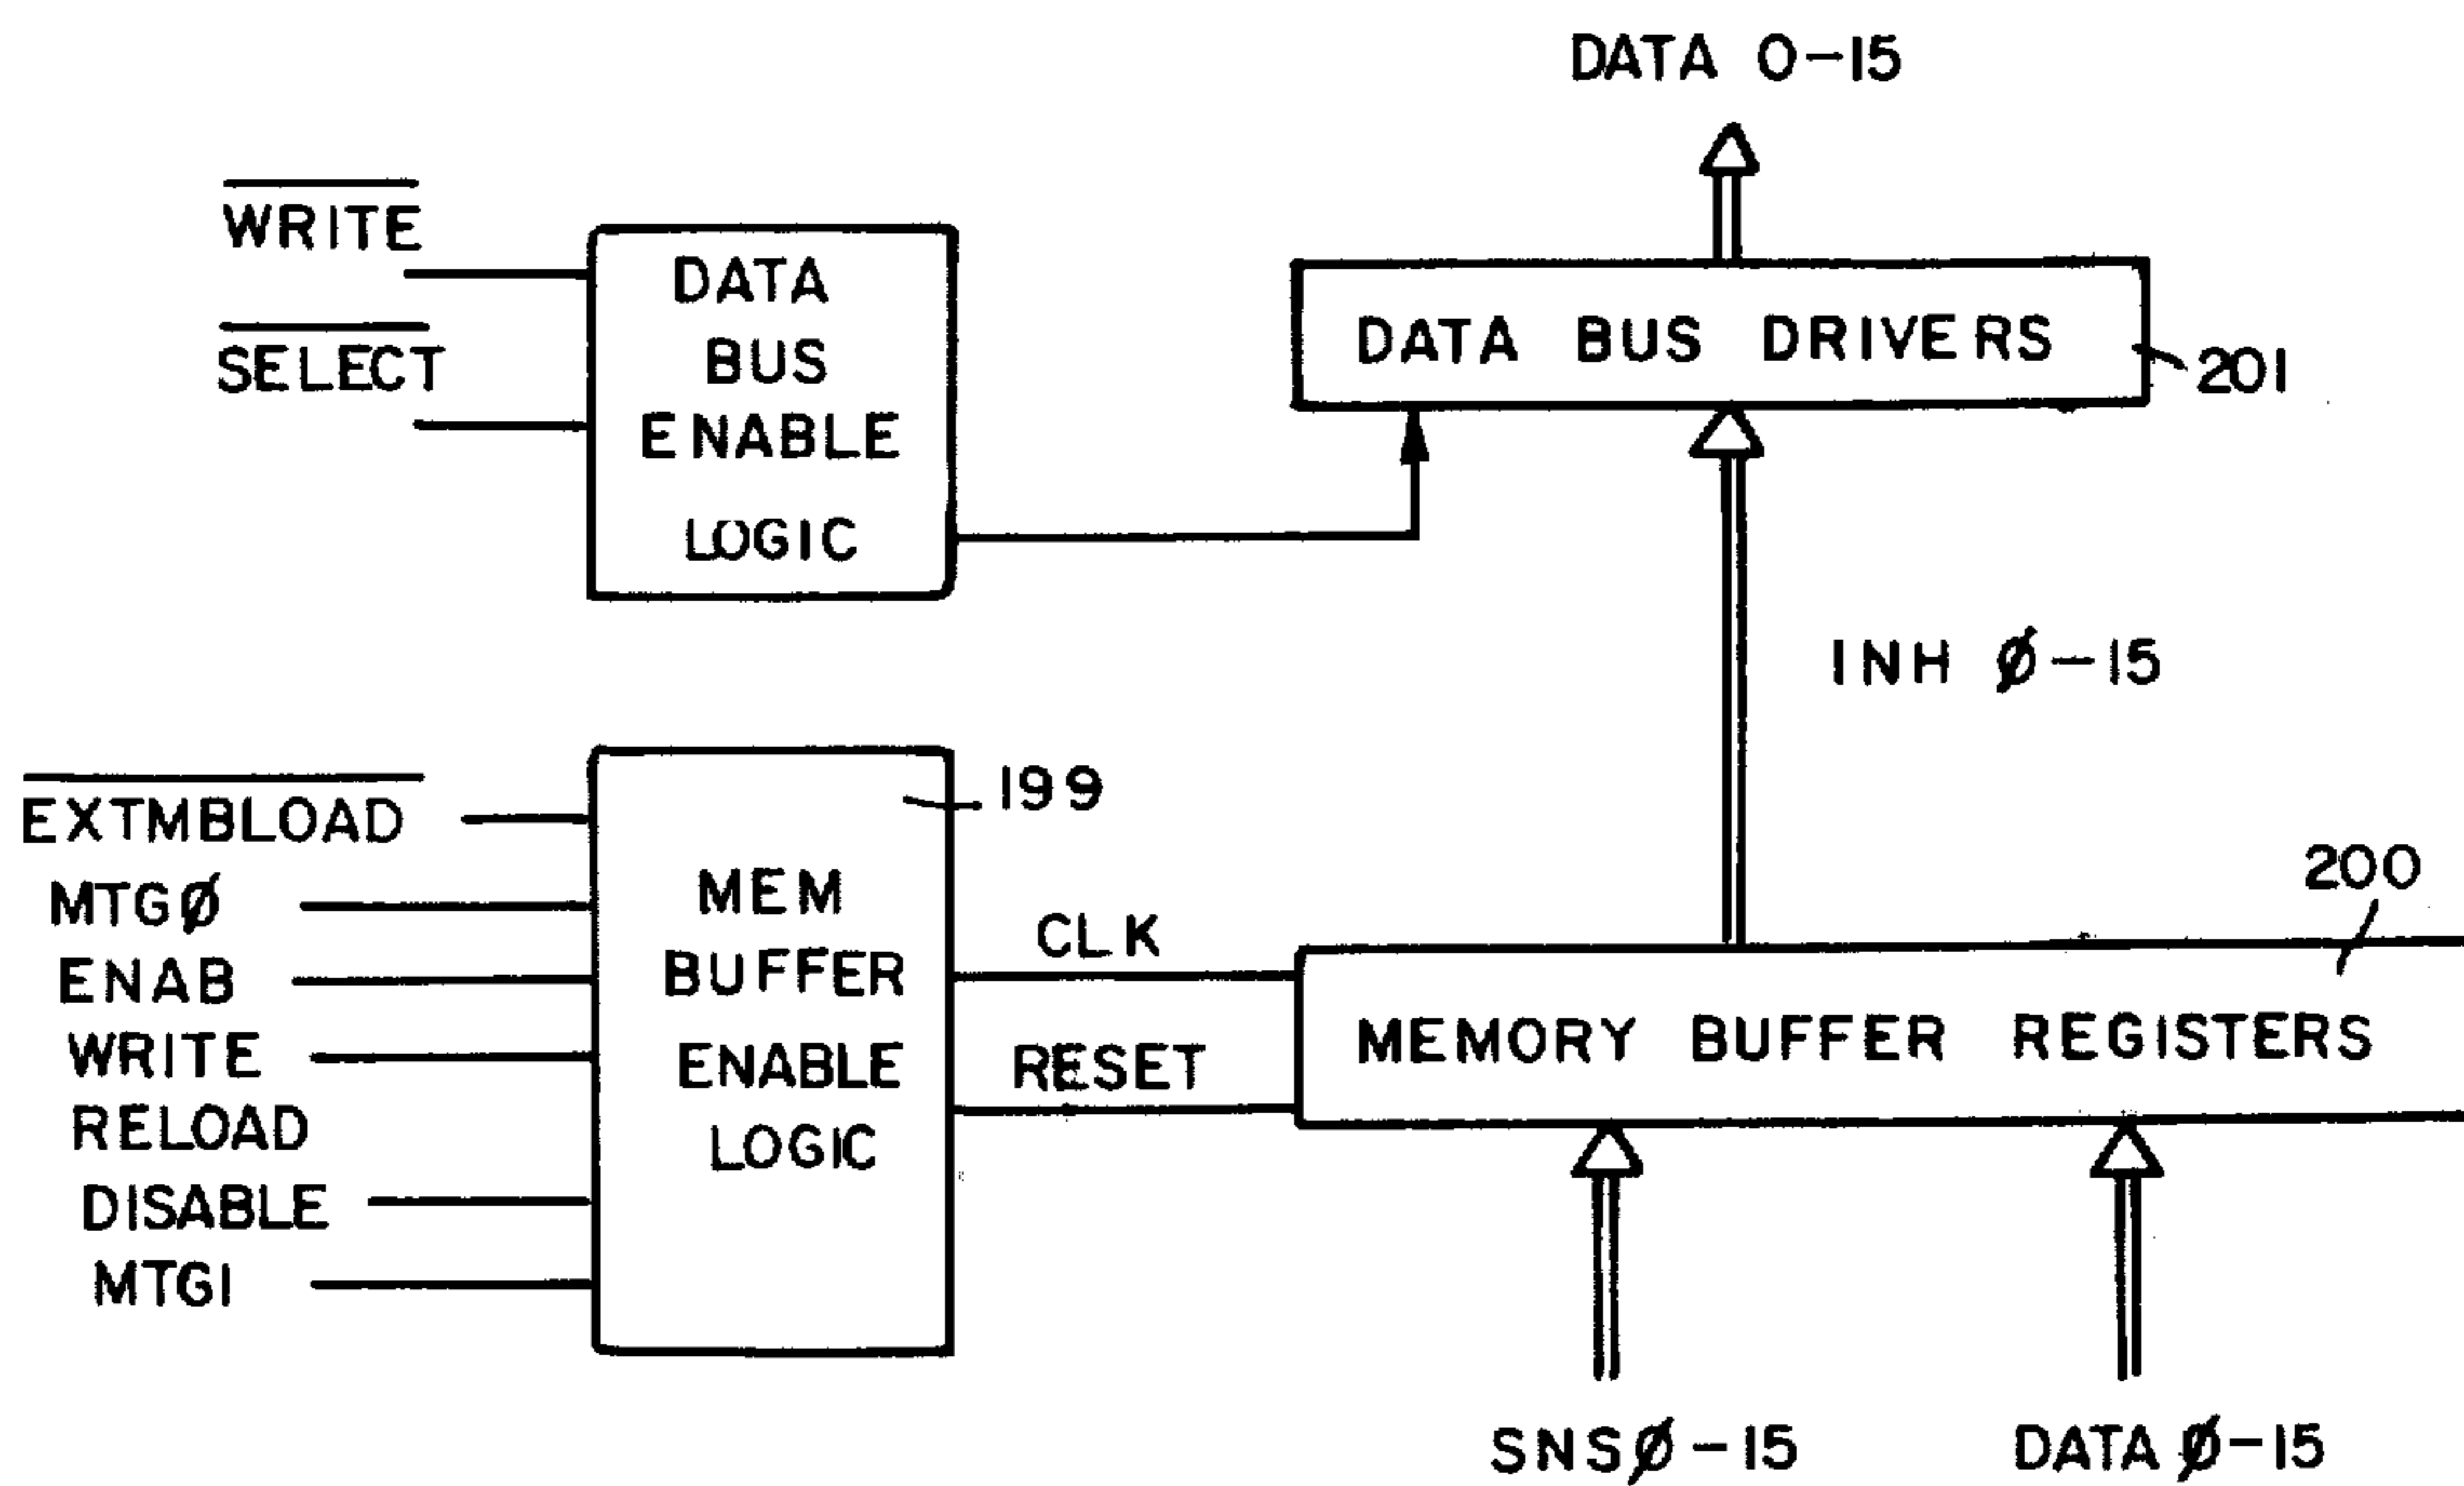 DATA 0-15
WRITE
SELECT
DATA
BUS
ENABLE
LOGIC
DATA BUS DRIVERS
201
INH Ø-15
EXTMBLOAD
MTGØ
ENAB
WRITE
RELOAD
DISABLE
MTG1
199
MEM
BUFFER
ENABLE
LOGIC
CLK
RESET
200
MEMORY BUFFER REGISTERS
SNSØ-15
DATA Ø-15